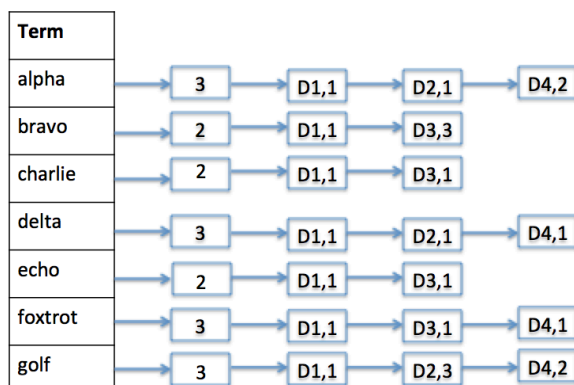 Term
alpha 3 D1,1 D2,1 D4,2
bravo 2 D1,1 D3,3
charlie 2 D1,1 D3,1
delta 3 D1,1 D2,1 D4,1
echo 2 D1,1 D3,1
foxtrot 3 D1,1 D3,1 D4,1
golf 3 D1,1 D2,3 D4,2